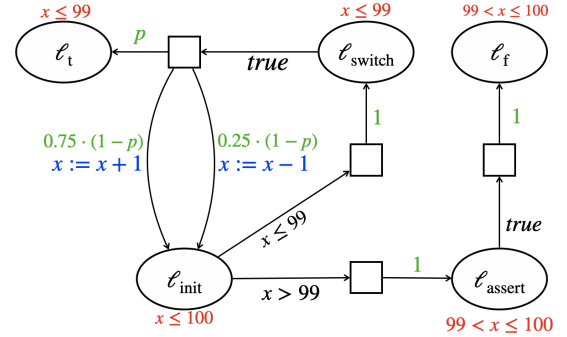 x ≤ 99
x ≤ 99
99 < x ≤ 100
ℓt
p
true
ℓswitch
ℓf
0.75 · (1 − p)
x := x + 1
0.25 · (1 − p)
x := x − 1
1
1
x ≤ 99
true
ℓinit
x > 99
1
ℓassert
x ≤ 100
99 < x ≤ 100